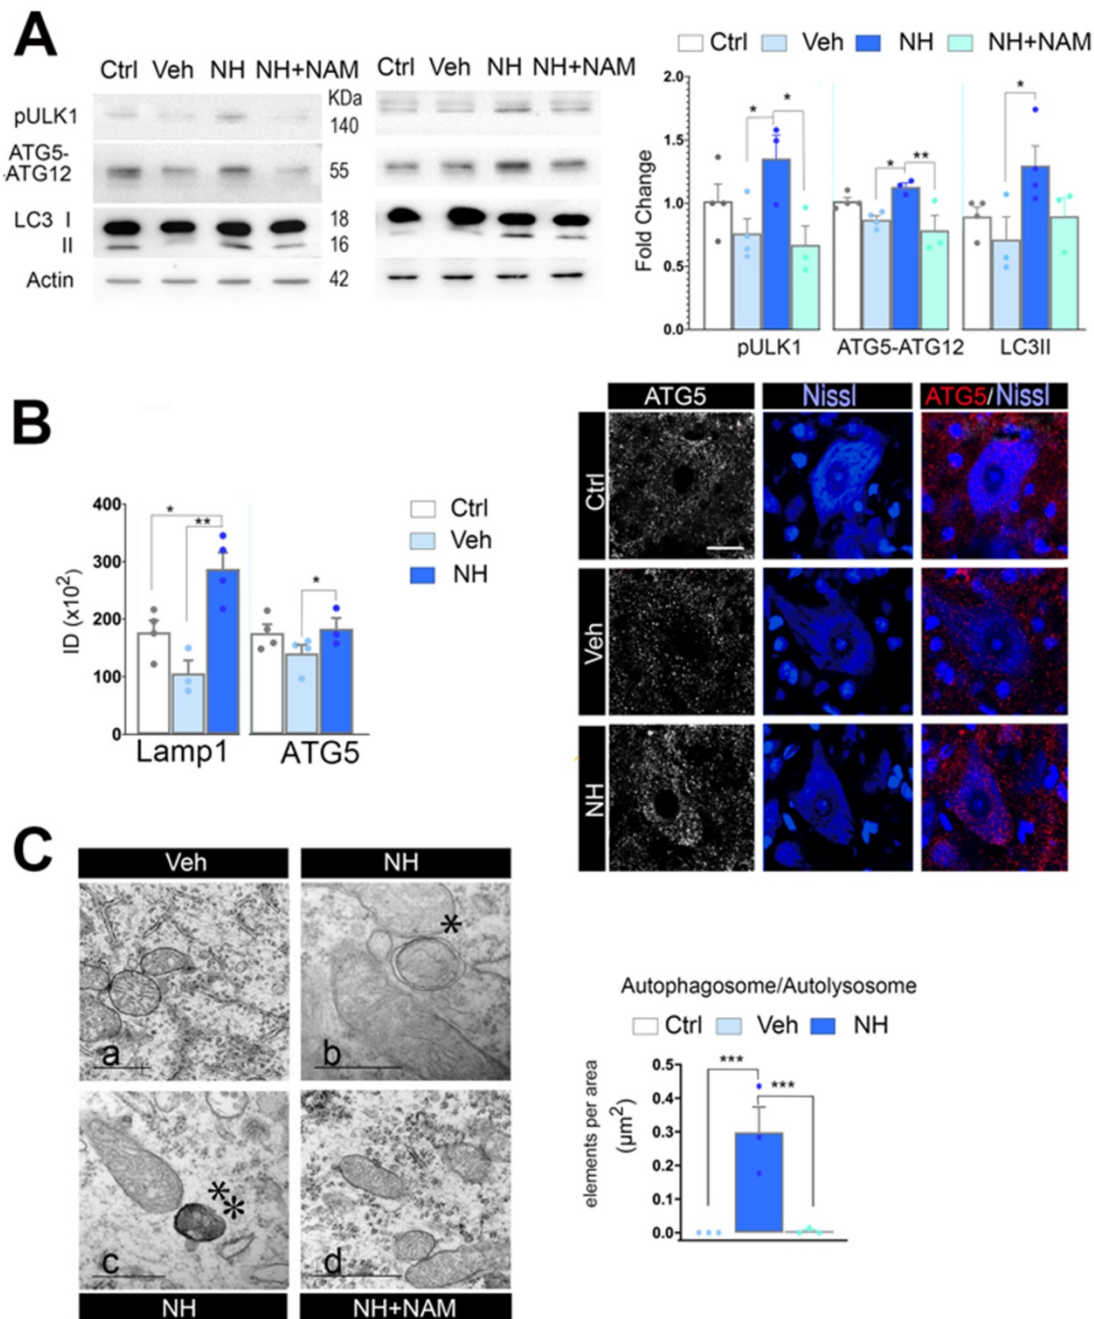 A
Ctrl Veh NH NH+NAM
KDa
Ctrl Veh NH NH+NAM
pULK1
140
ATG5-
-ATG12
55
LC3 I
18
II
16
Actin
42
Ctrl Veh NH NH+NAM
Fold Change
2.0
* *
* **
*
1.5
1.0
0.5
0.0
pULK1 ATG5-ATG12 LC3II
B
ID (x10²)
400
300
200
100
0
*
**
*
Lamp1 ATG5
Ctrl
Veh
NH
ATG5 Nissl ATG5/Nissl
Ctrl
Veh
NH
C
Veh NH
a
b
*
c
**
d
NH NH+NAM
Autophagosome/Autolysosome
Ctrl Veh NH
elements per area
(µm²)
0.5
0.4
0.3
0.2
0.1
0.0
***
***